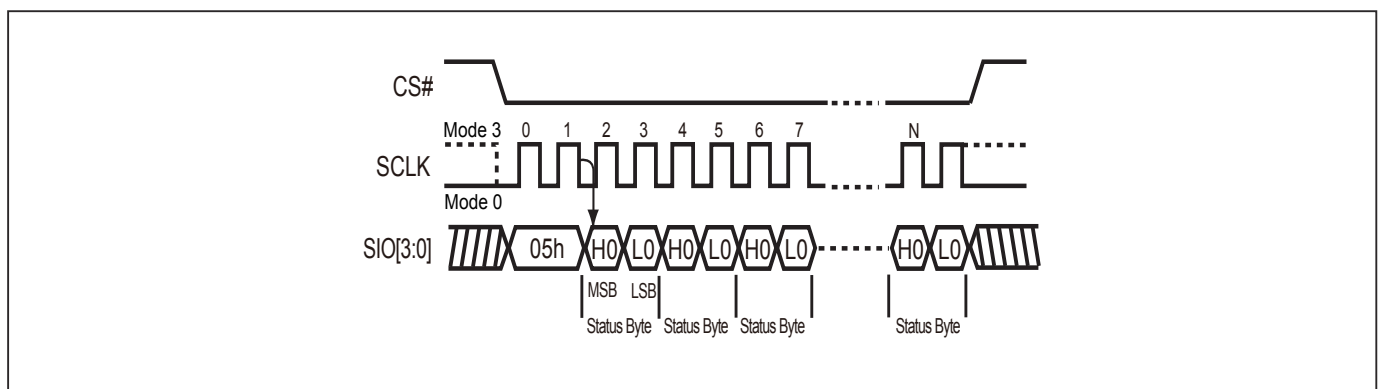 CS#
Mode 3 0 1 2 3 4 5 6 7 N
SCLK
Mode 0
SIO[3:0] 05h H0 L0 H0 L0 H0 L0 H0 L0
MSB LSB
Status Byte Status Byte Status Byte Status Byte